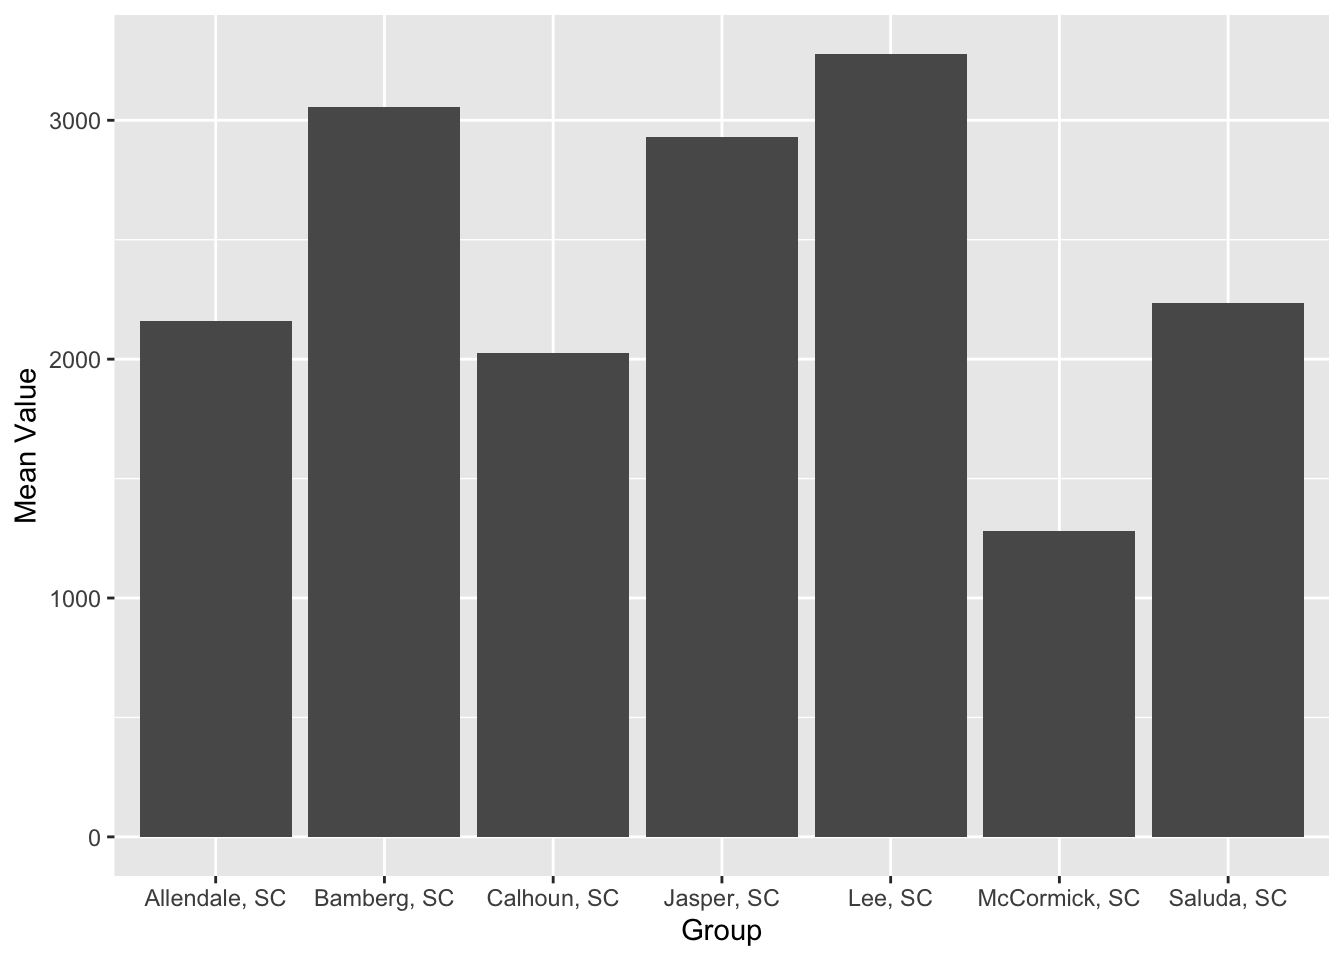 Mean Value
3000
2000
1000
0
Allendale, SC Bamberg, SC Calhoun, SC Jasper, SC Lee, SC McCormick, SC Saluda, SC
Group